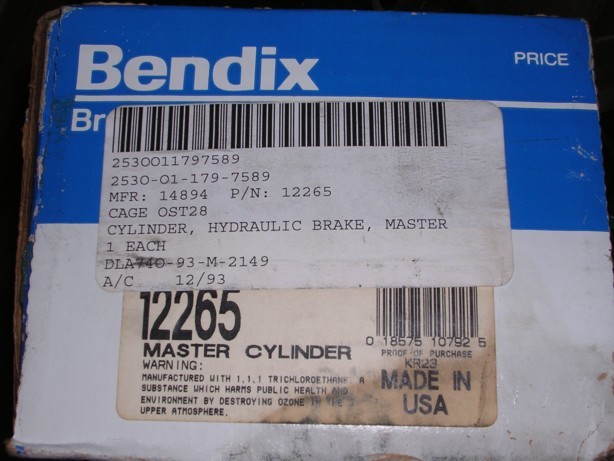 Bendix
PRICE
Br
2530011797589
2530-01-179-7589
MFR: 14894 P/N: 12265
CAGE OST28
CYLINDER, HYDRAULIC BRAKE, MASTER
1 EACH
DLA740-93-M-2149
A/C 12/93
12265
MASTER CYLINDER
WARNING:
MANUFACTURED WITH 1,1,1 TRICHLOROETHANE, A
SUBSTANCE WHICH HARMS PUBLIC HEALTH AND
ENVIRONMENT BY DESTROYING OZONE IN
UPPER ATMOSPHERE.
0 18575 10792 5
PROOF OF PURCHASE
KR23
MADE IN
USA